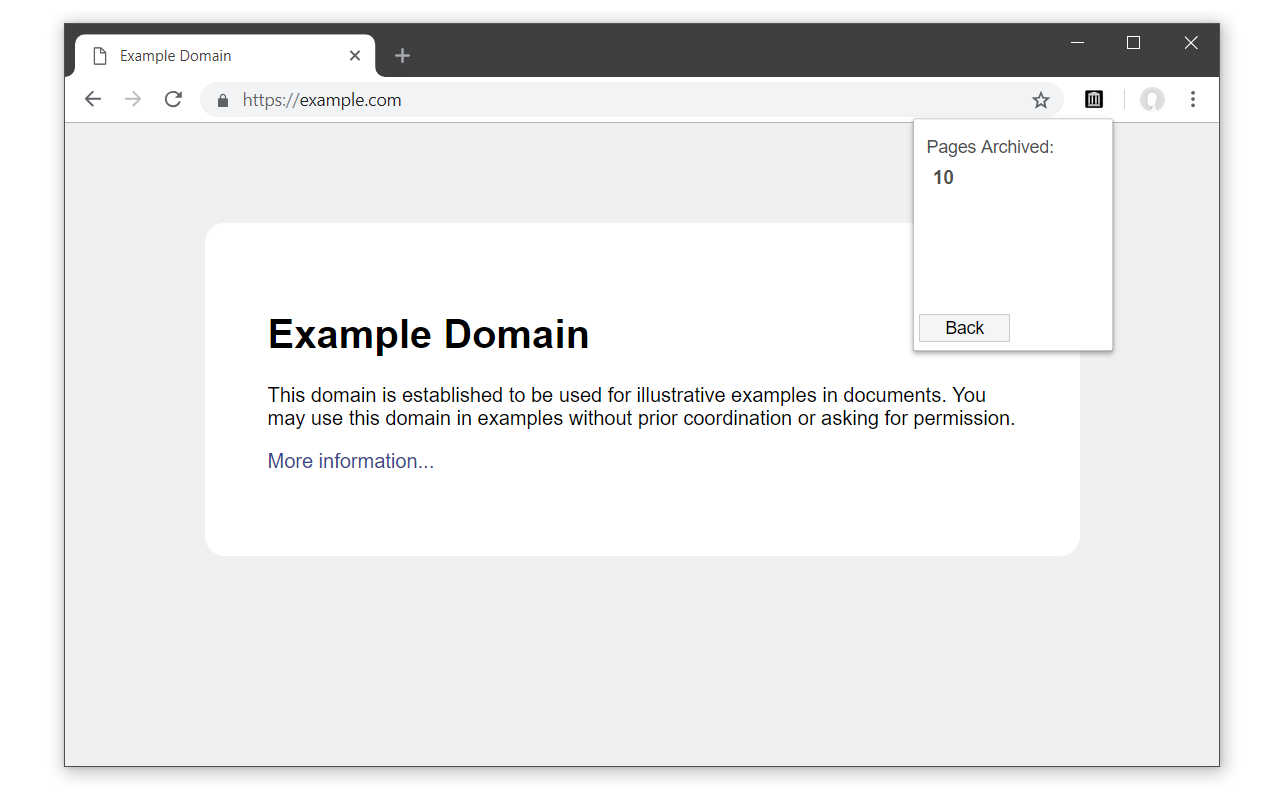 Example Domain
https://example.com
Pages Archived:
10
Back
Example Domain
This domain is established to be used for illustrative examples in documents. You
may use this domain in examples without prior coordination or asking for permission.
More information...